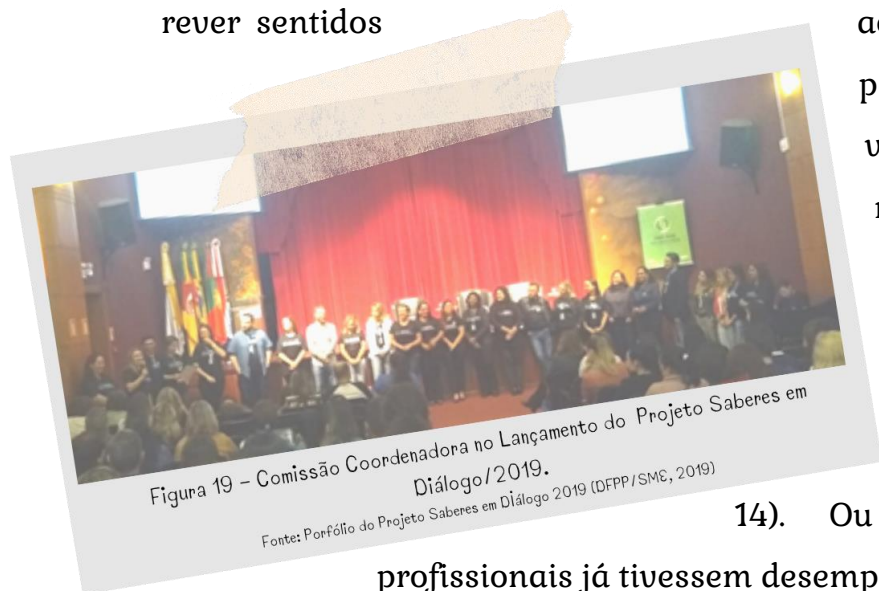 rever sentidos
Figura 19 – Comissão Coordenadora no Lançamento do Projeto Saberes em
Diálogo/2019.
Fonte: Porfólio do Projeto Saberes em Diálogo 2019 (DFPP/SME, 2019)
14). Ou
profissionais já tivessem desemp